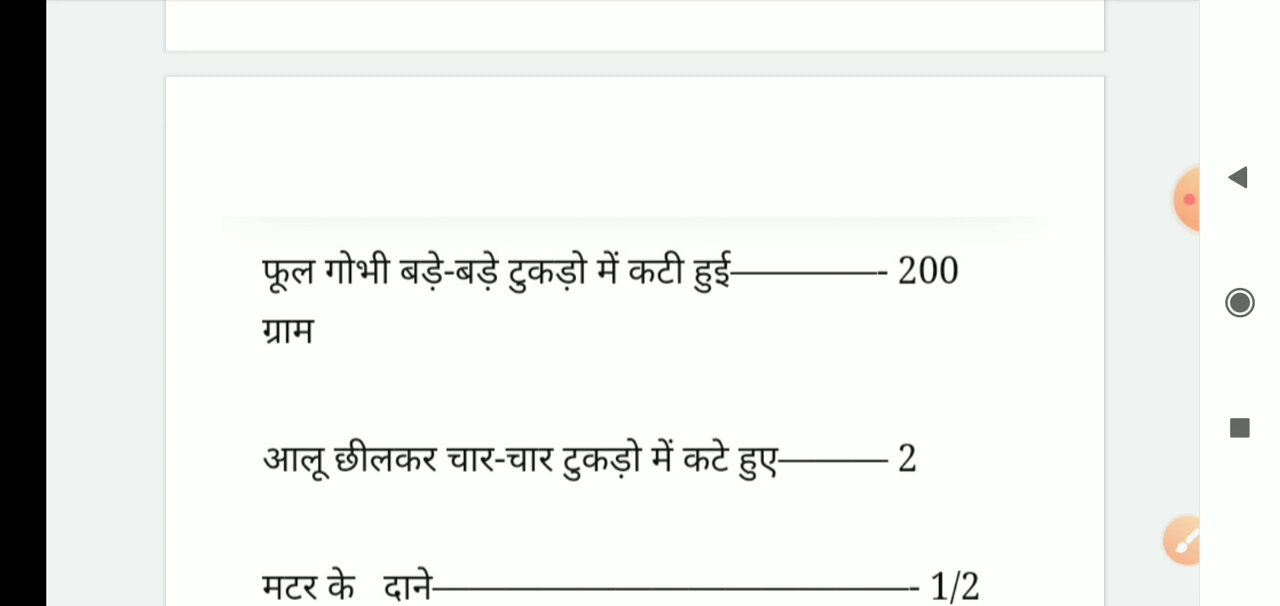 फूल गोभी बड़े-बड़े टुकड़ो में कटी हुई—————- 200
ग्राम
आलू छीलकर चार-चार टुकड़ो में कटे हुए———— 2
मटर के   दाने————————————————- 1/2